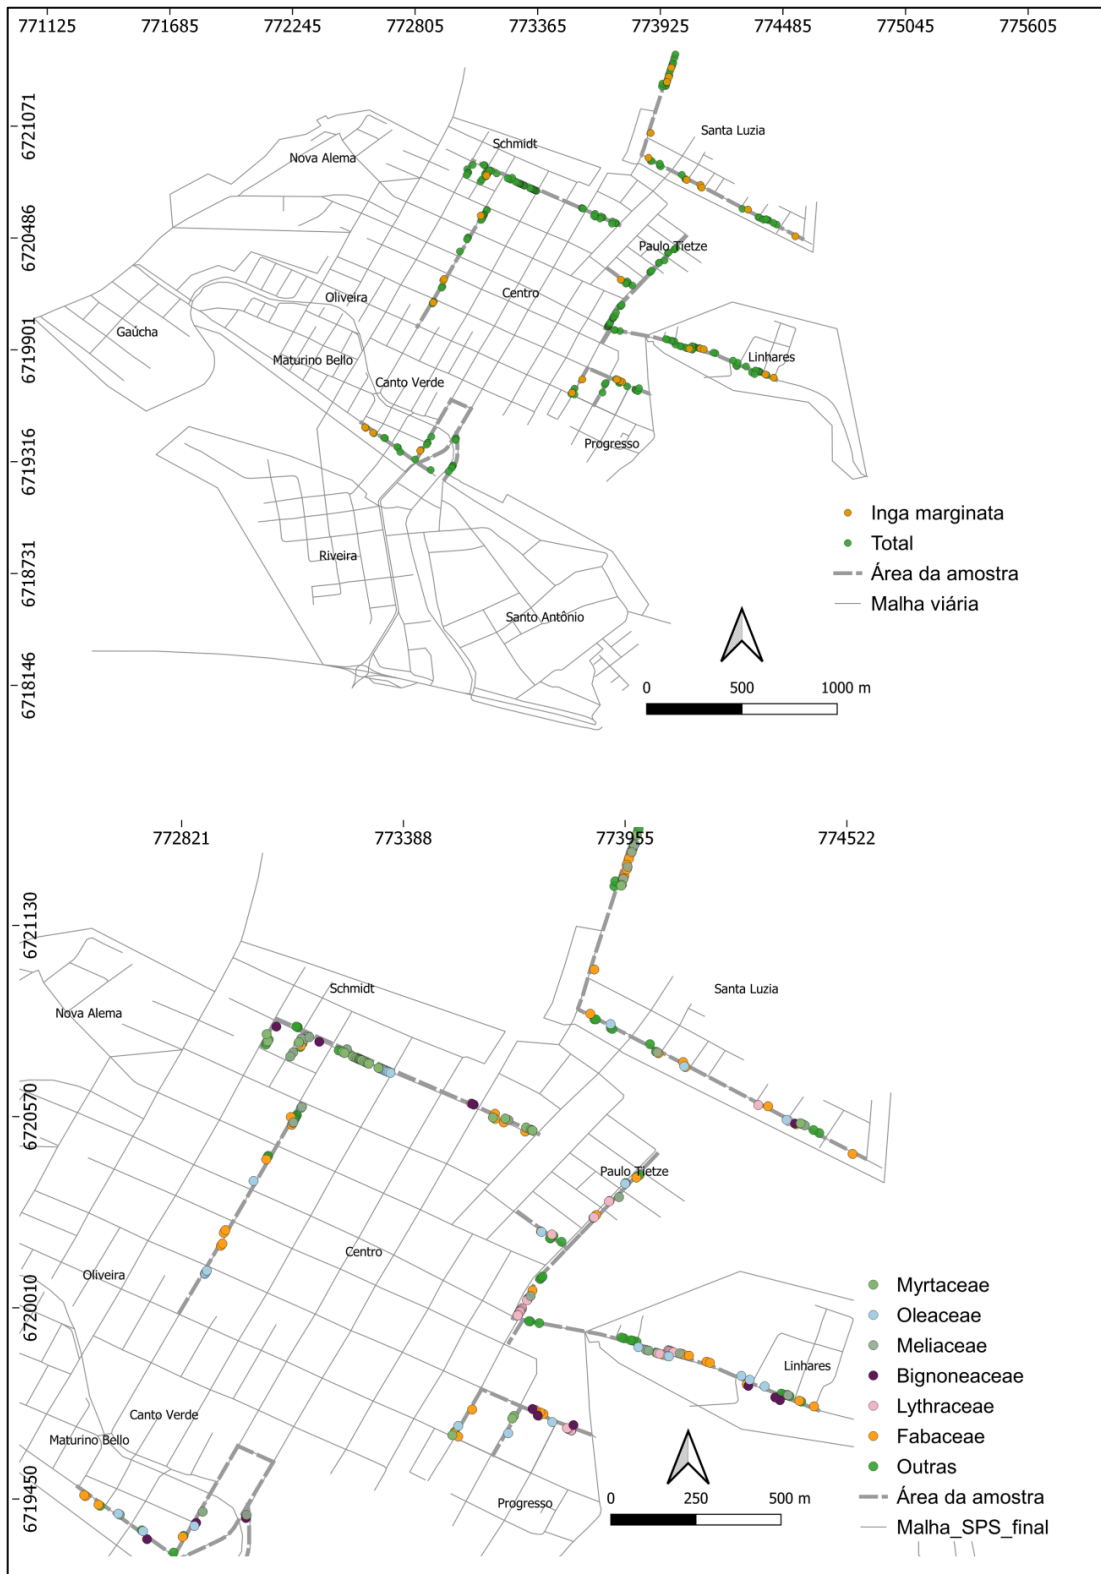 771125 771685 772245 772805 773365 773925 774485 775045 775605
6721071
Santa Luzia
Schmidt
Nova Alema
6720486
Paulo Tietze
Centro
Oliveira
Gaúcha
6719901
Linhares
Maturino Bello
Canto Verde
Progresso
6719316
Inga marginata
Total
Riveira
6718731
Área da amostra
Malha viária
Santo Antônio
6718146
0 500 1000 m
772821 773388 773955 774522
6721130
Schmidt
Santa Luzia
Nova Alema
6720570
Paulo Tietze
Centro
Oliveira
6720010
Myrtaceae
Oleaceae
Meliaceae
Linhares
Bignoneaceae
Lythraceae
Canto Verde
Fabaceae
Maturino Bello
Outras
6719450
Progresso
0 250 500 m
Área da amostra
Malha_SPS_final